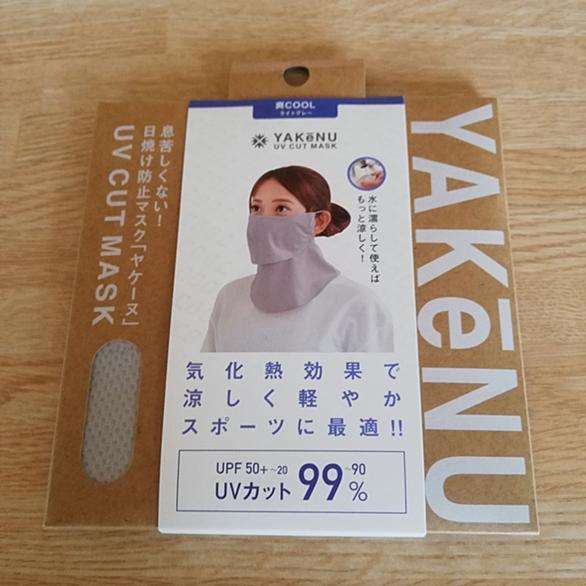 爽COOL
ライトグレー
YAKēNU
UV CUT MASK
水に濡らして使えば
もっと涼しく!
気化熱効果で
涼しく軽やか
スポーツに最適!!
UPF 50+~20
UVカット 99~90%
息苦しくない!
日焼け防止マスク「ヤケーヌ」
UV CUT MASK
YAKēNU